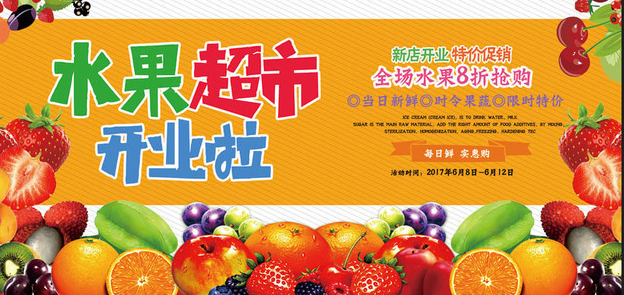 水果超市
开业啦
新店开业 特价促销
全场水果8折抢购
◎当日新鲜◎时令果蔬◎限时特价
ICE CREAM (CREAM ICE), IS TO DRINK WATER, MILK
SUGAR IS THE MAIN RAW MATERIAL, ADD THE RIGHT AMOUNT OF FOOD ADDITIVES, BY MIXING,
STERILIZATION, HOMOGENIZATION, AGING,FREEZING, HARDENING TEC
每日鲜 实惠购
活动时间：2017年6月8日-6月12日